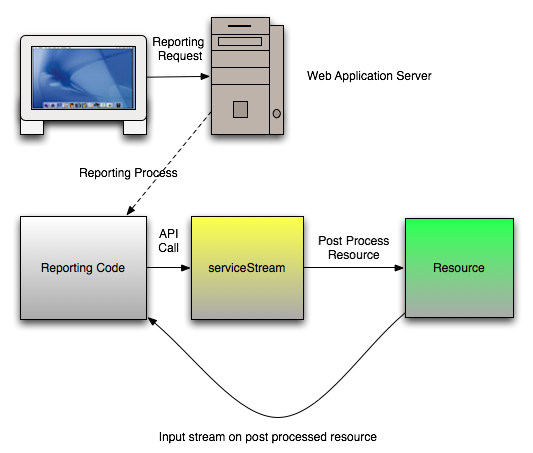 Reporting
Request
Web Application Server
Reporting Process
API
Call
Post Process
Resource
Reporting Code
serviceStream
Resource
Input stream on post processed resource